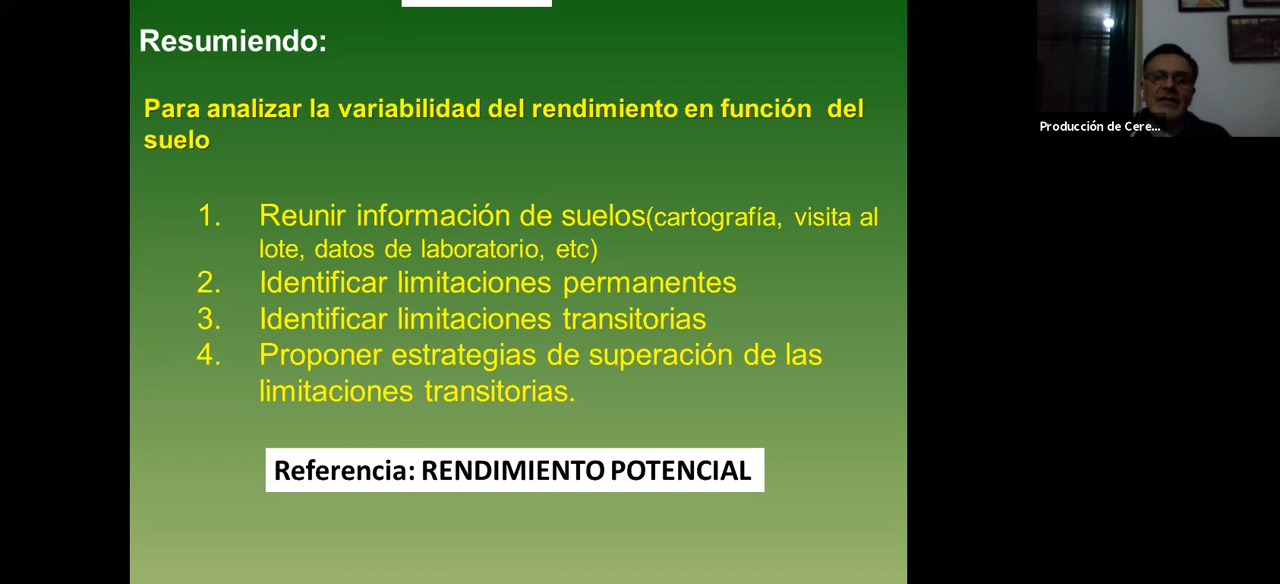 Resumiendo:
Para analizar la variabilidad del rendimiento en función del
suelo
1. Reunir información de suelos(cartografía, visita al
lote, datos de laboratorio, etc)
2. Identificar limitaciones permanentes
3. Identificar limitaciones transitorias
4. Proponer estrategias de superación de las
limitaciones transitorias.
Referencia: RENDIMIENTO POTENCIAL
Producción de Cere...